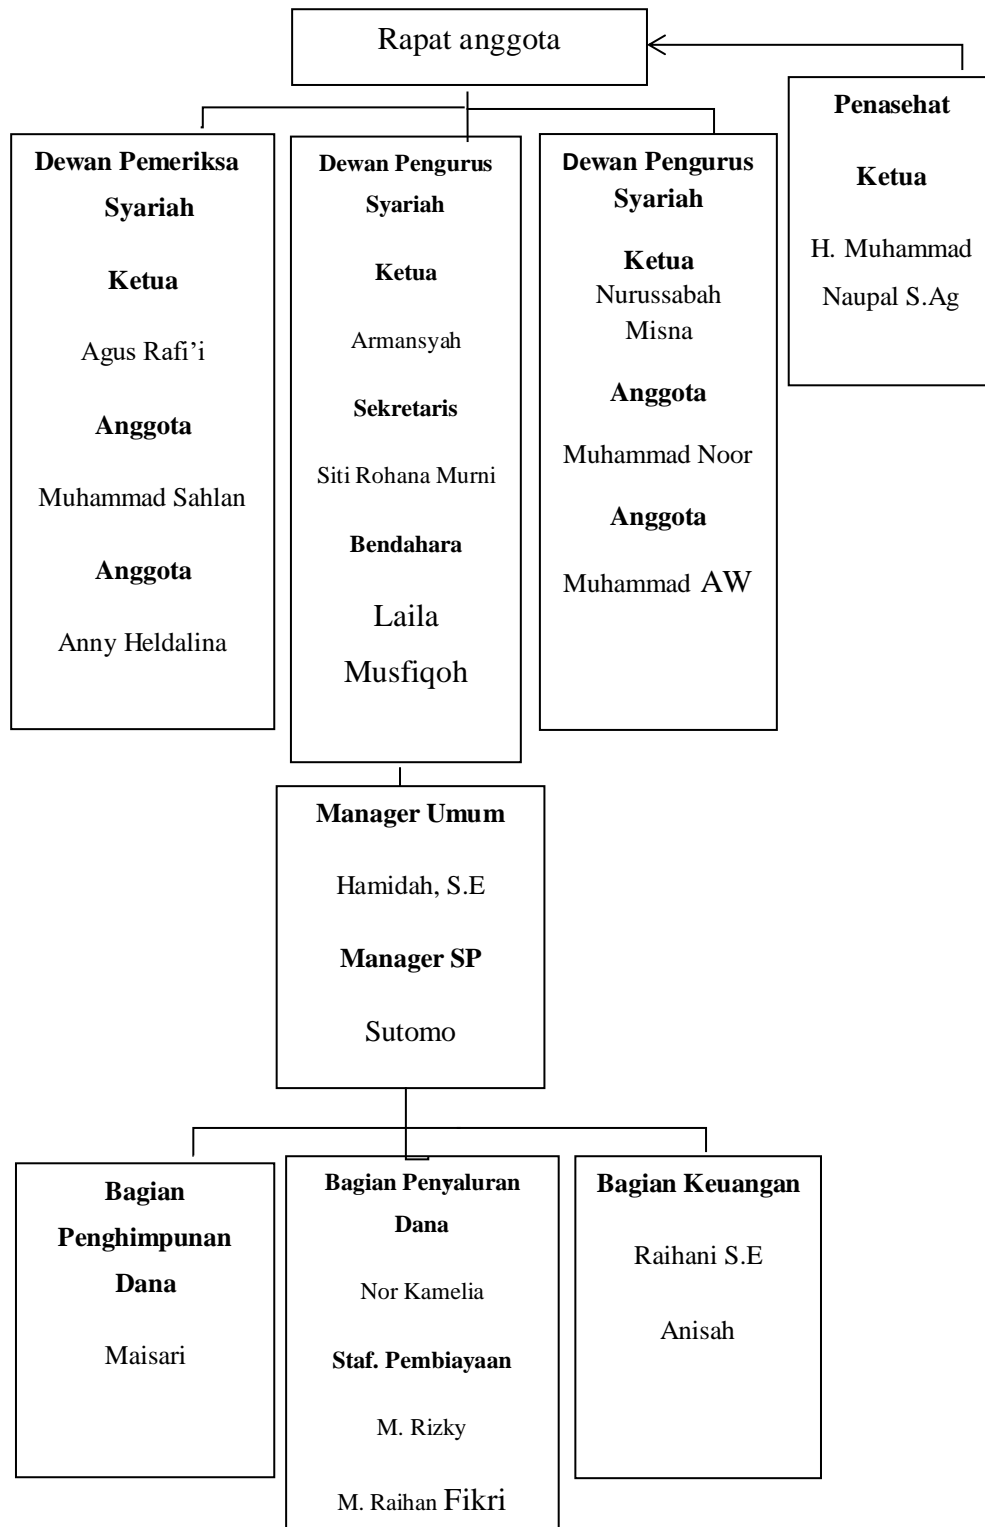 Rapat anggota
Penasehat
Ketua
H. Muhammad
Naupal S.Ag
Dewan Pemeriksa
Syariah
Ketua
Agus Rafi’i
Anggota
Muhammad Sahlan
Anggota
Anny Heldalina
Dewan Pengurus
Syariah
Ketua
Armansyah
Sekretaris
Siti Rohana Murni
Bendahara
Laila
Musfiqoh
Dewan Pengurus
Syariah
Ketua
Nurussabah
Misna
Anggota
Muhammad Noor
Anggota
Muhammad AW
Manager Umum
Hamidah, S.E
Manager SP
Sutomo
Bagian
Penghimpunan
Dana
Maisari
Bagian Penyaluran
Dana
Nor Kamelia
Staf. Pembiayaan
M. Rizky
M. Raihan Fikri
Bagian Keuangan
Raihani S.E
Anisah